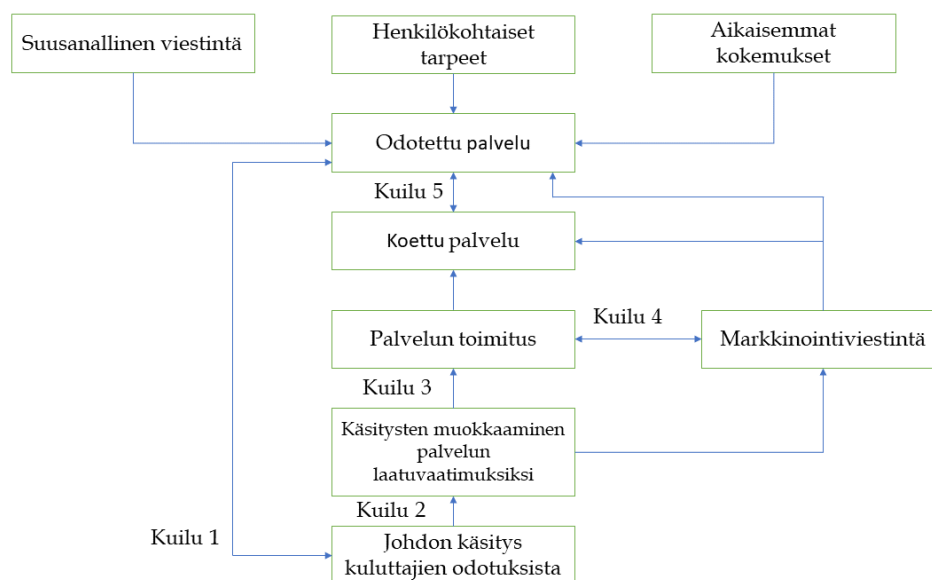 Suusanallinen viestintä
Henkilökohtaiset
tarpeet
Aikaisemmat
kokemukset
Odotettu palvelu
Kuilu 5
Koettu palvelu
Palvelun toimitus
Kuilu 4
Markkinointiviestintä
Kuilu 3
Käsitysten muokkaaminen
palvelun
laatuvaatimuksiksi
Kuilu 2
Kuilu 1
Johdon käsitys
kuluttajien odotuksista